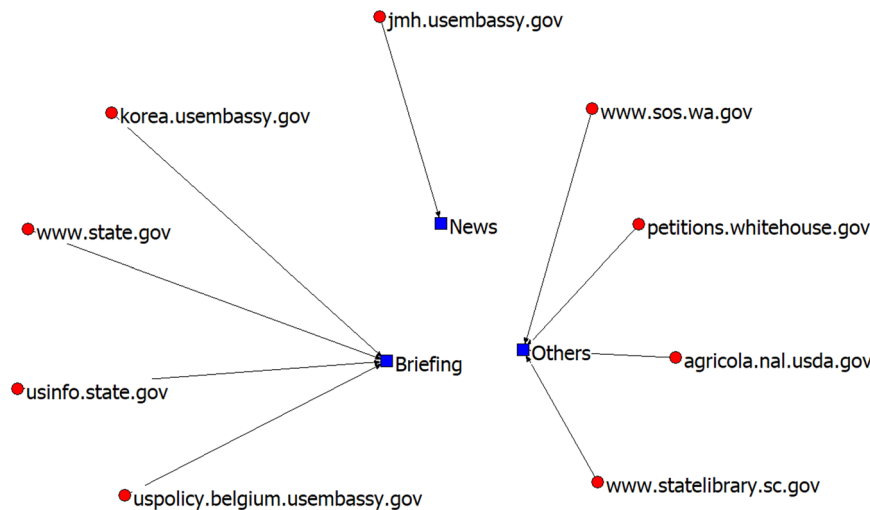 jmh.usembassy.gov
korea.usembassy.gov
www.sos.wa.gov
www.state.gov
News
petitions.whitehouse.gov
Others
Briefing
agricola.nal.usda.gov
usinfo.state.gov
www.statelibrary.sc.gov
uspolicy.belgium.usembassy.gov